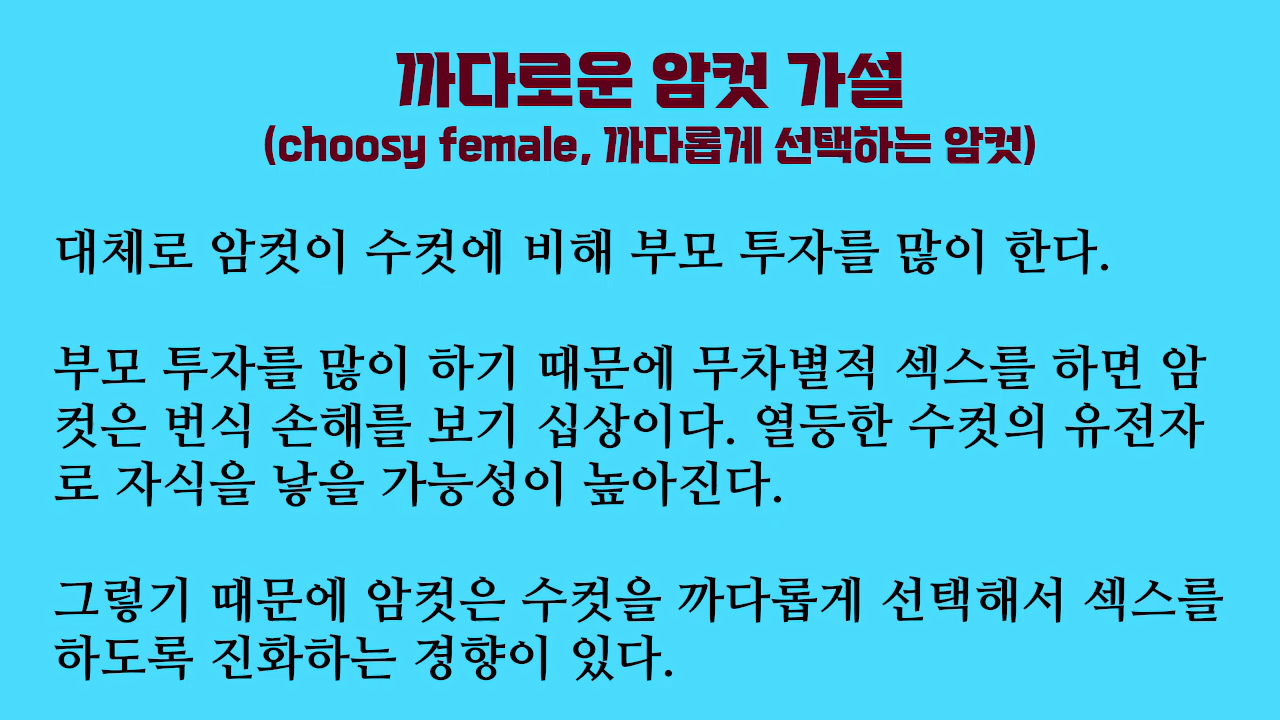 까다로운 암컷 가설
(choosy female, 까다롭게 선택하는 암컷)
대체로 암컷이 수컷에 비해 부모 투자를 많이 한다.
부모 투자를 많이 하기 때문에 무차별적 섹스를 하면 암
컷은 번식 손해를 보기 십상이다. 열등한 수컷의 유전자
로 자식을 낳을 가능성이 높아진다.
그렇기 때문에 암컷은 수컷을 까다롭게 선택해서 섹스를
하도록 진화하는 경향이 있다.